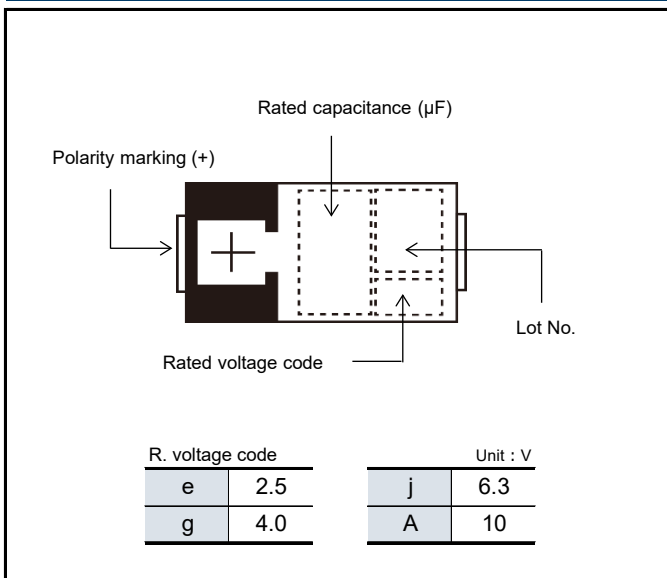 Rated capacitance (μF)
Polarity marking (+)
+
Lot No.
Rated voltage code
R. voltage code Unit : V
e 2.5 j 6.3
g 4.0 A 10